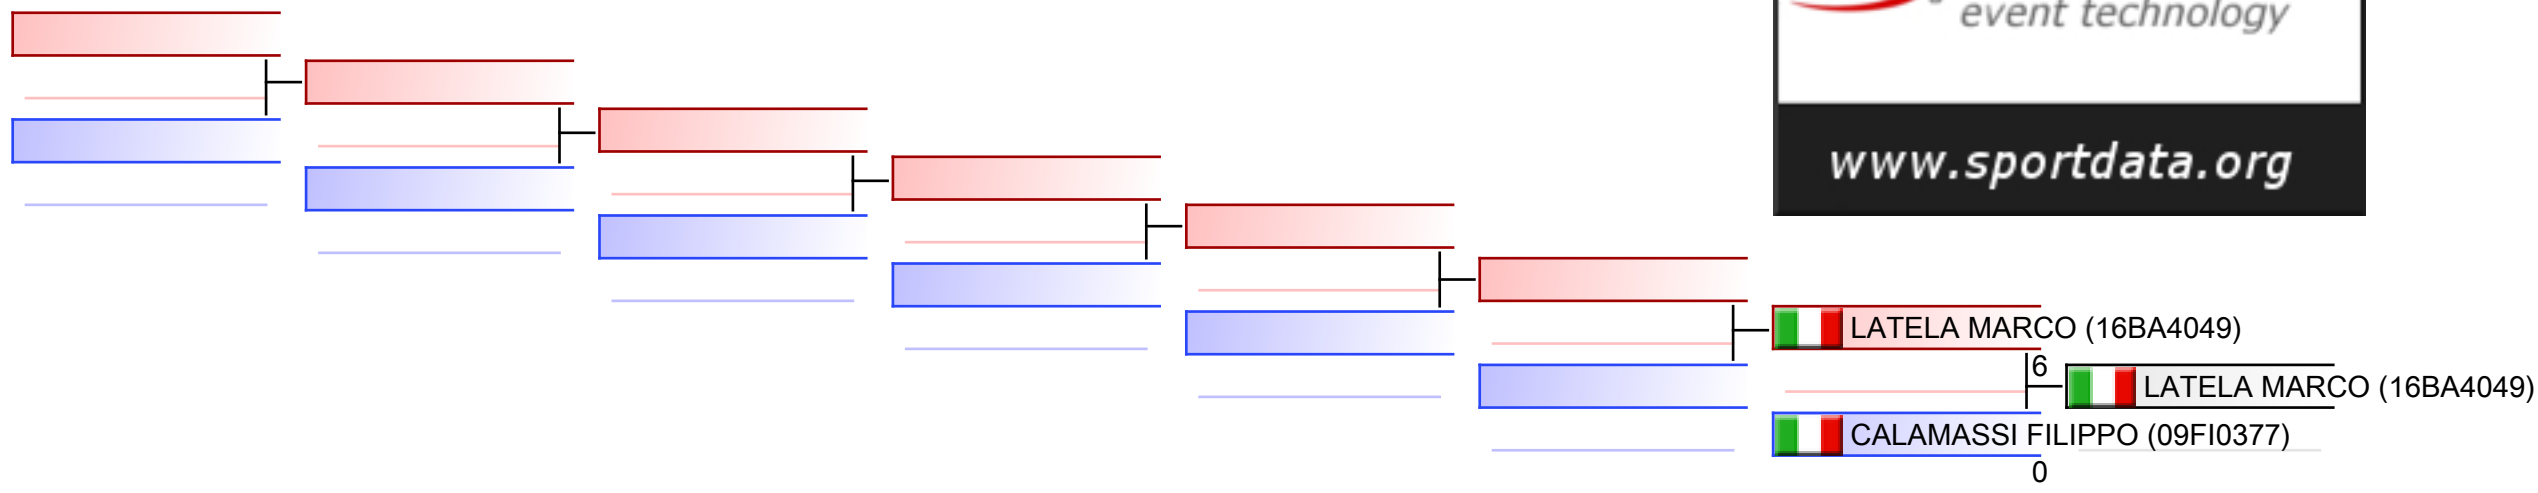 event technology
www.sportdata.org
LATELA MARCO (16BA4049)
6
LATELA MARCO (16BA4049)
CALAMASSI FILIPPO (09FI0377)
0